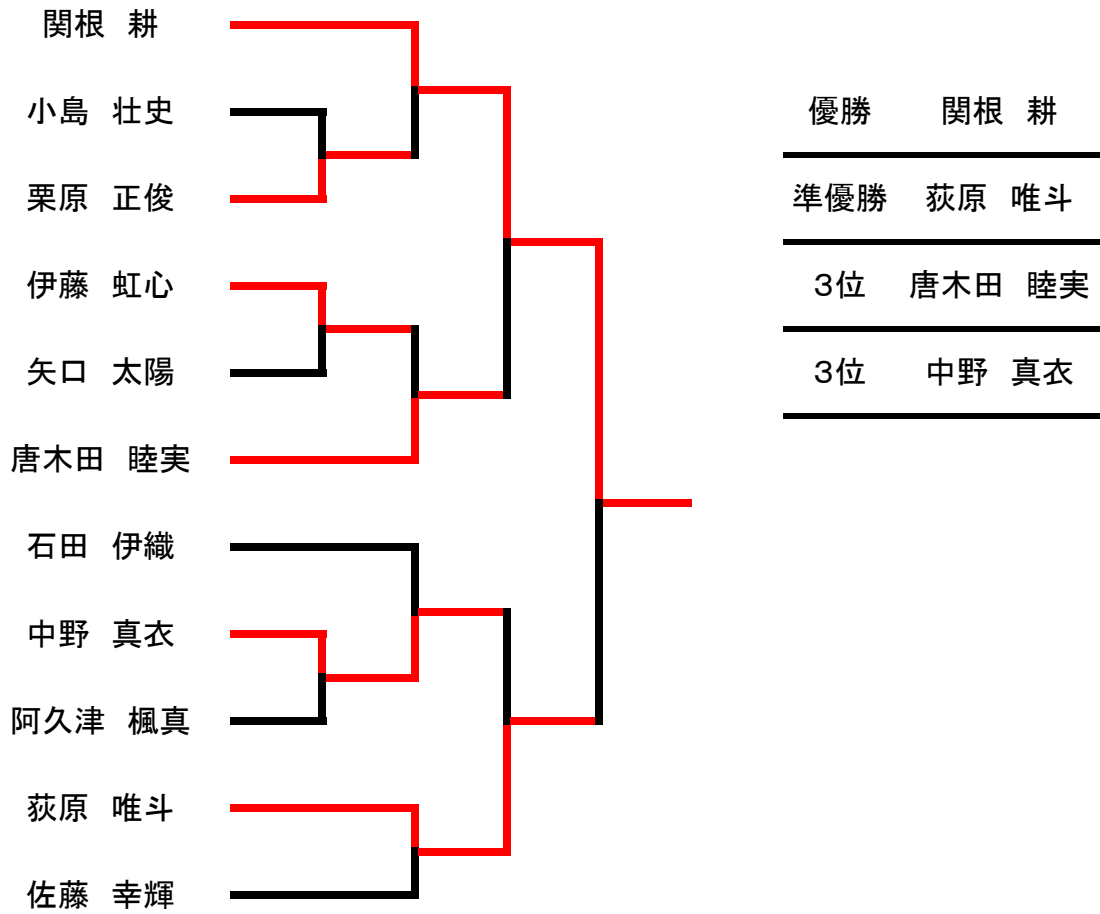 関根 耕
小島 壮史
栗原 正俊
伊藤 虹心
矢口 太陽
唐木田 睦実
石田 伊織
中野 真衣
阿久津 楓真
荻原 唯斗
佐藤 幸輝
優勝 関根 耕
準優勝 荻原 唯斗
3位 唐木田 睦実
3位 中野 真衣